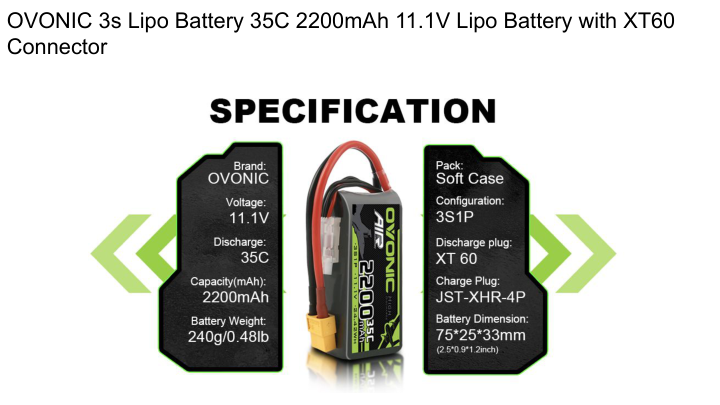 OVONIC 3s Lipo Battery 35C 2200mAh 11.1V Lipo Battery with XT60
Connector
SPECIFICATION
Brand:
OVONIC
Voltage:
11.1V
Discharge:
35C
Capacity(mAh):
2200mAh
Battery Weight:
240g/0.48lb
OVONIC
AIR
2200mAh
35C
Pack:
Soft Case
Configuration:
3S1P
Discharge plug:
XT 60
Charge Plug:
JST-XHR-4P
Battery Dimension:
75*25*33mm
(2.5*0.9*1.2inch)